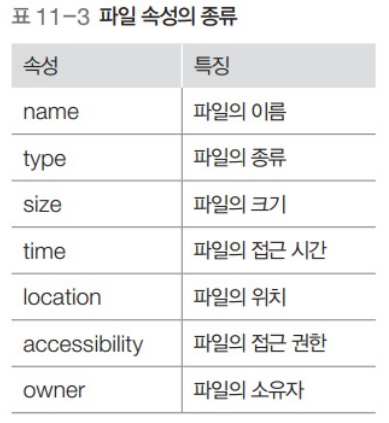 표 11-3 파일 속성의 종류
속성 특징
name 파일의 이름
type 파일의 종류
size 파일의 크기
time 파일의 접근 시간
location 파일의 위치
accessibility 파일의 접근 권한
owner 파일의 소유자